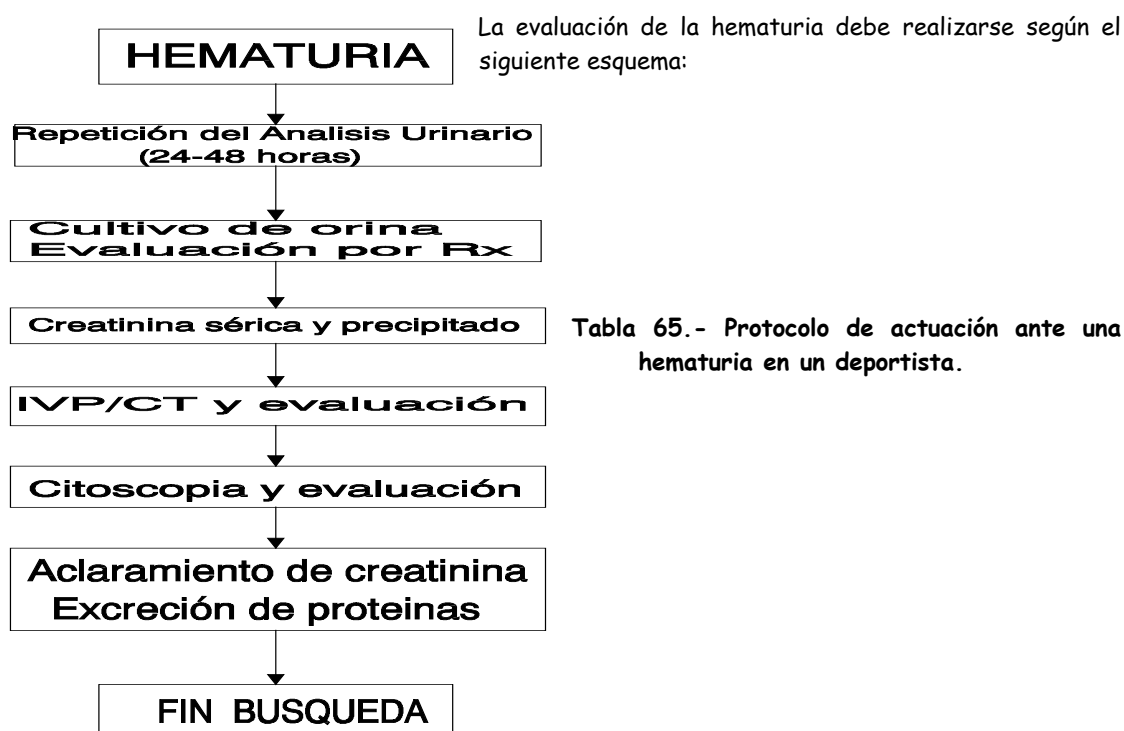 La evaluación de la hematuria debe realizarse según el
siguiente esquema:
HEMATURIA
Repetición del Analisis Urinario
(24-48 horas)
Cultivo de orina
Evaluación por Rx
Creatinina sérica y precipitado
Tabla 65.- Protocolo de actuación ante una
hematuria en un deportista.
IVP/CT y evaluación
Citoscopia y evaluación
Aclaramiento de creatinina
Excreción de proteinas
FIN BUSQUEDA